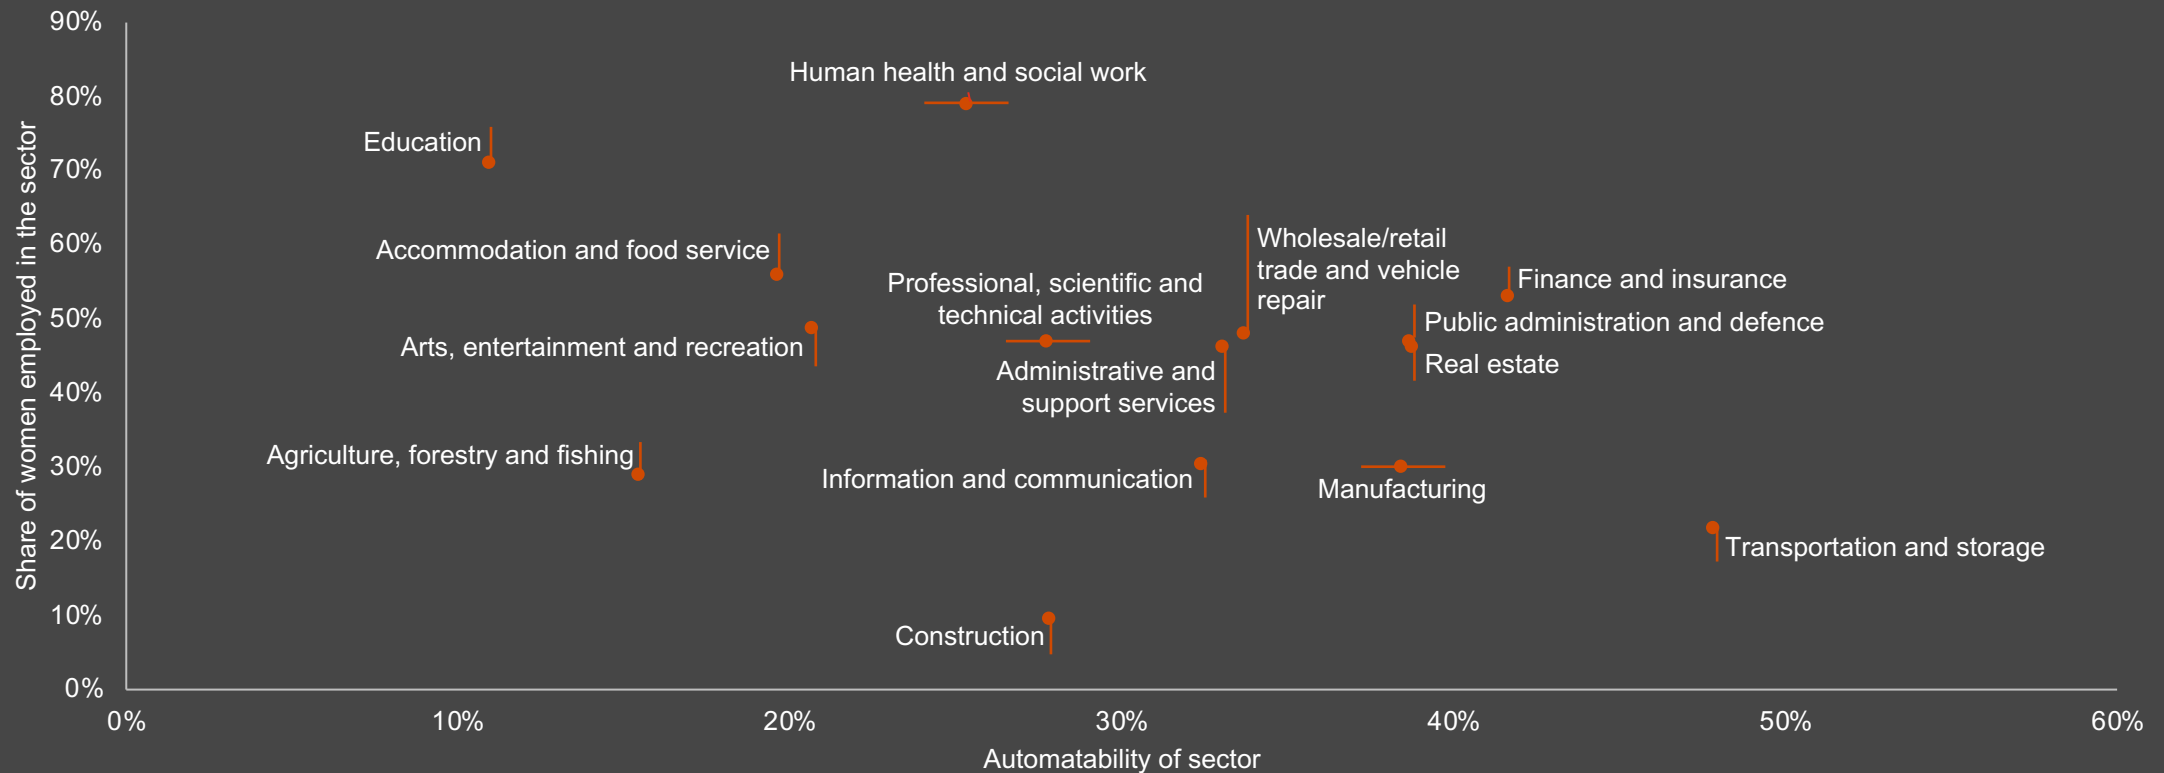 90%
80%
70%
60%
50%
40%
30%
20%
10%
0%
Share of women employed in the sector
Human health and social work
Education
Accommodation and food service
Wholesale/retail
trade and vehicle
repair
Professional, scientific and
technical activities
Finance and insurance
Public administration and defence
Arts, entertainment and recreation
Real estate
Administrative and
support services
Agriculture, forestry and fishing
Information and communication
Manufacturing
Transportation and storage
Construction
0%
10%
20%
30%
40%
50%
60%
Automatability of sector